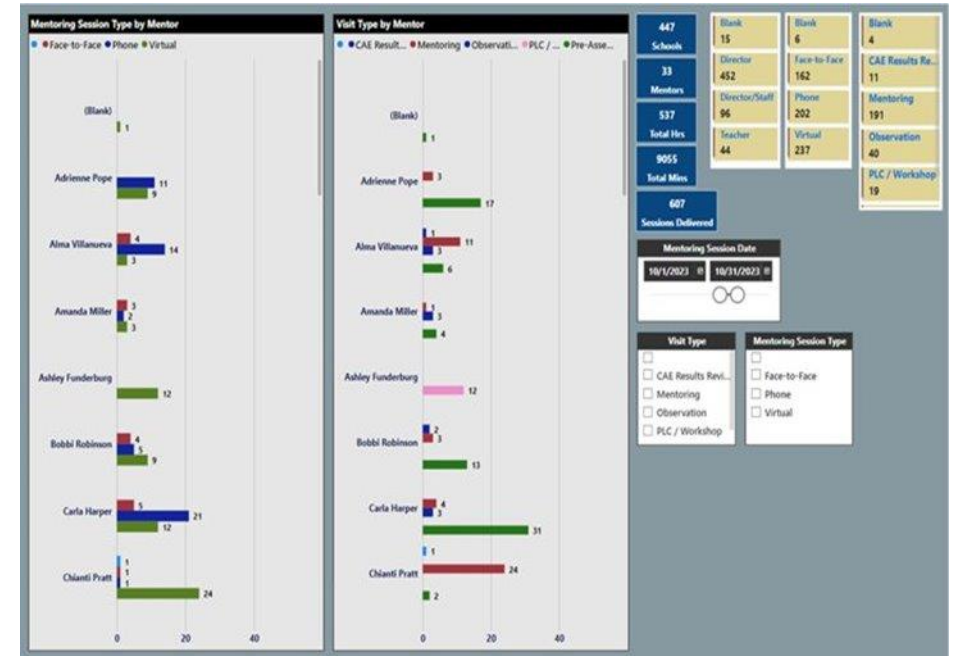 Mentoring Session Type by Mentor
Face-to-Face Phone Virtual
(Blank)
1
Adrienne Pope
11
9
Alma Villanueva
4
14
3
Amanda Miller
3
2
3
Ashley Funderburg
12
Bobbi Robinson
4
5
9
Carla Harper
5
21
12
Chianti Pratt
1
1
1
24
0 20 40
Visit Type by Mentor
CAE Result... Mentoring Observati... PLC / ... Pre-Asse...
(Blank)
1
Adrienne Pope
3
17
Alma Villanueva
1
11
3
6
Amanda Miller
1
3
4
Ashley Funderburg
12
Bobbi Robinson
2
3
13
Carla Harper
4
3
31
Chianti Pratt
1
24
2
0 20 40
447
Schools
33
Mentors
537
Total Hrs
9055
Total Mins
607
Sessions Delivered
Blank
15
Director
452
Director/Staff
96
Teacher
44
Blank
6
Face-to-Face
162
Phone
202
Virtual
237
Blank
4
CAE Results Re...
11
Mentoring
191
Observation
40
PLC / Workshop
19
Mentoring Session Date
10/1/2023 10/31/2023
Visit Type
CAE Results Revi...
Mentoring
Observation
PLC / Workshop
Mentoring Session Type
Face-to-Face
Phone
Virtual